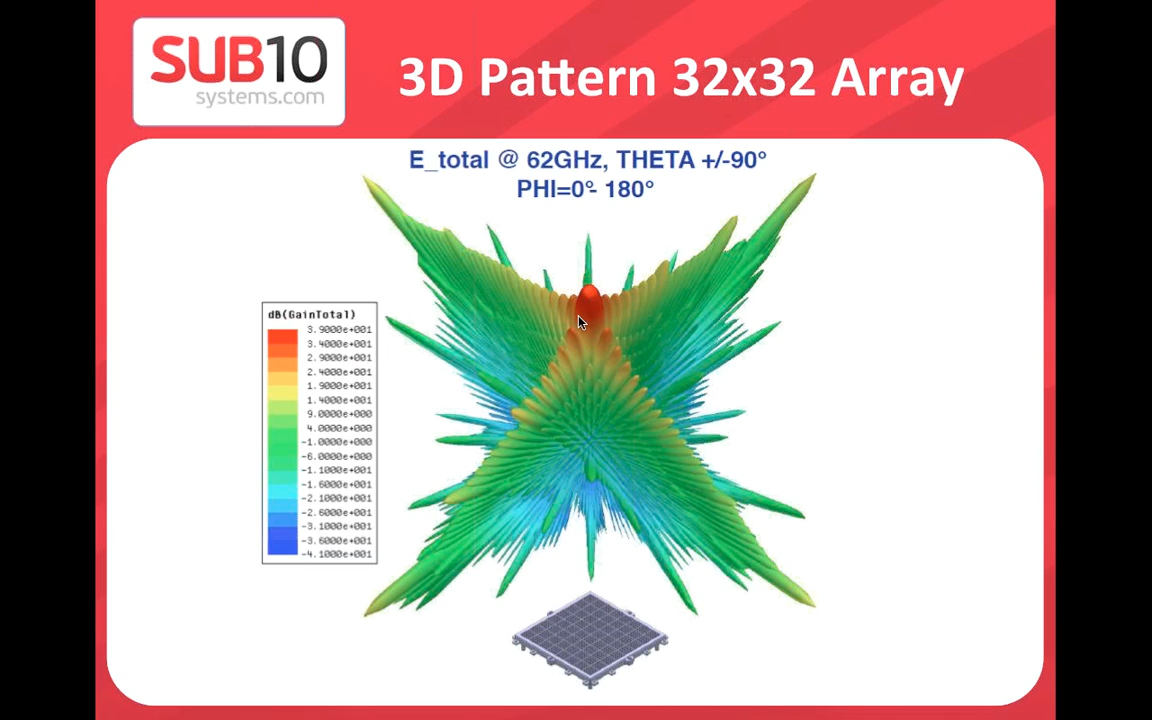 SUB10
systems.com
3D Pattern 32x32 Array
E_total @ 62GHz, THETA +/-90°
PHI=0°- 180°
dB(GainTotal)
3.9000e+001
3.4000e+001
2.9000e+001
2.4000e+001
1.9000e+001
1.4000e+001
9.0000e+000
4.0000e+000
-1.0000e+000
-6.0000e+000
-1.1000e+001
-1.6000e+001
-2.1000e+001
-2.6000e+001
-3.1000e+001
-3.6000e+001
-4.1000e+001